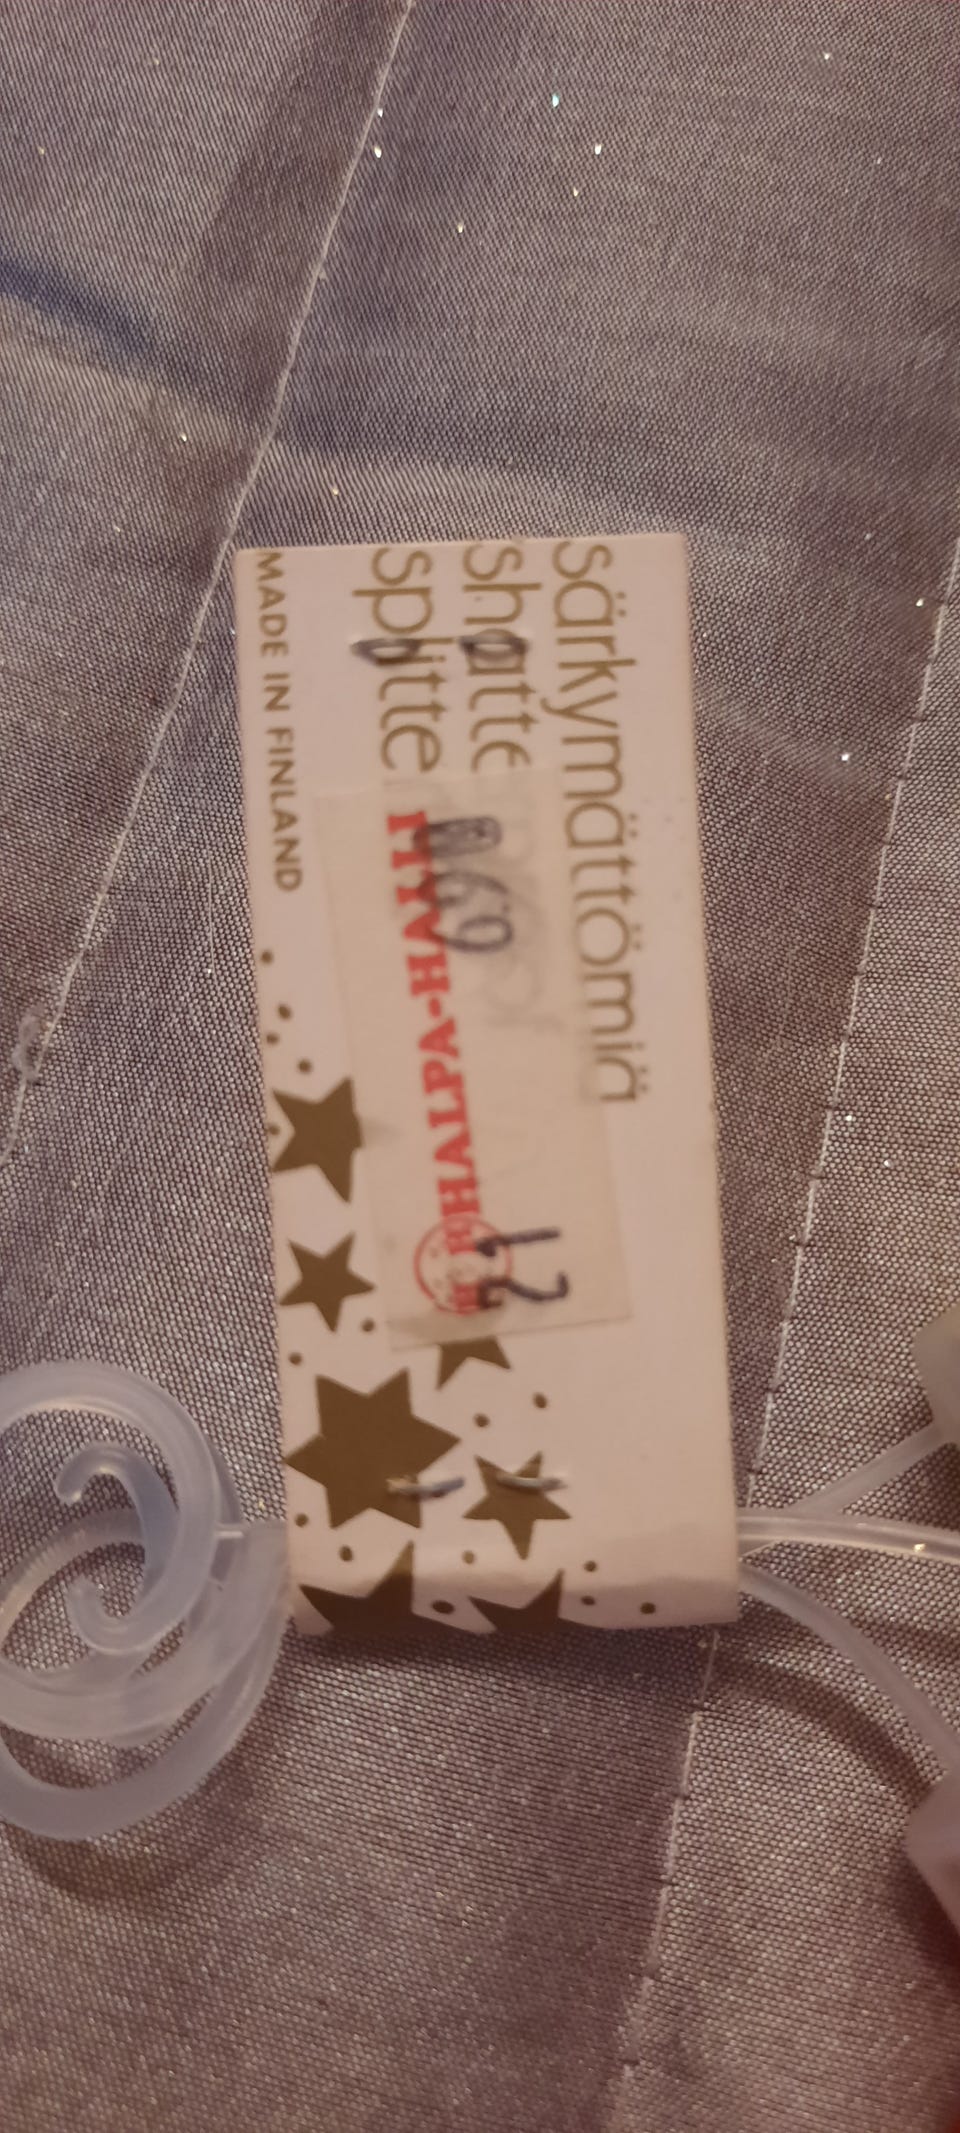 särkymättömiä
shatte
splitte
MADE IN FINLAND
HALPA-HALLI